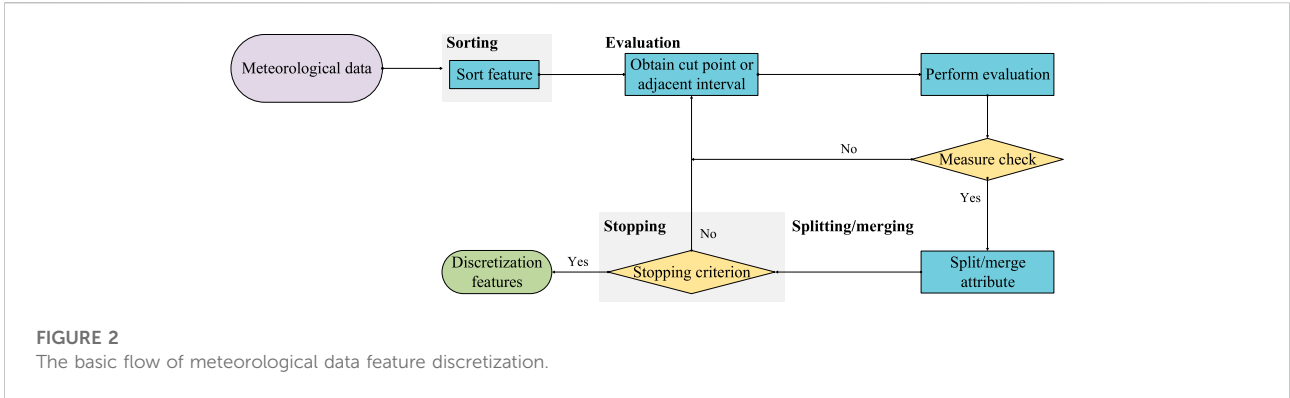 Sorting
Evaluation
Meteorological data
Sort feature
Obtain cut point or
adjacent interval
Perform evaluation
No
Measure check
Yes
Stopping
No
Splitting/merging
Discretization
features
Yes
Stopping criterion
Split/merge
attribute
FIGURE 2
The basic flow of meteorological data feature discretization.